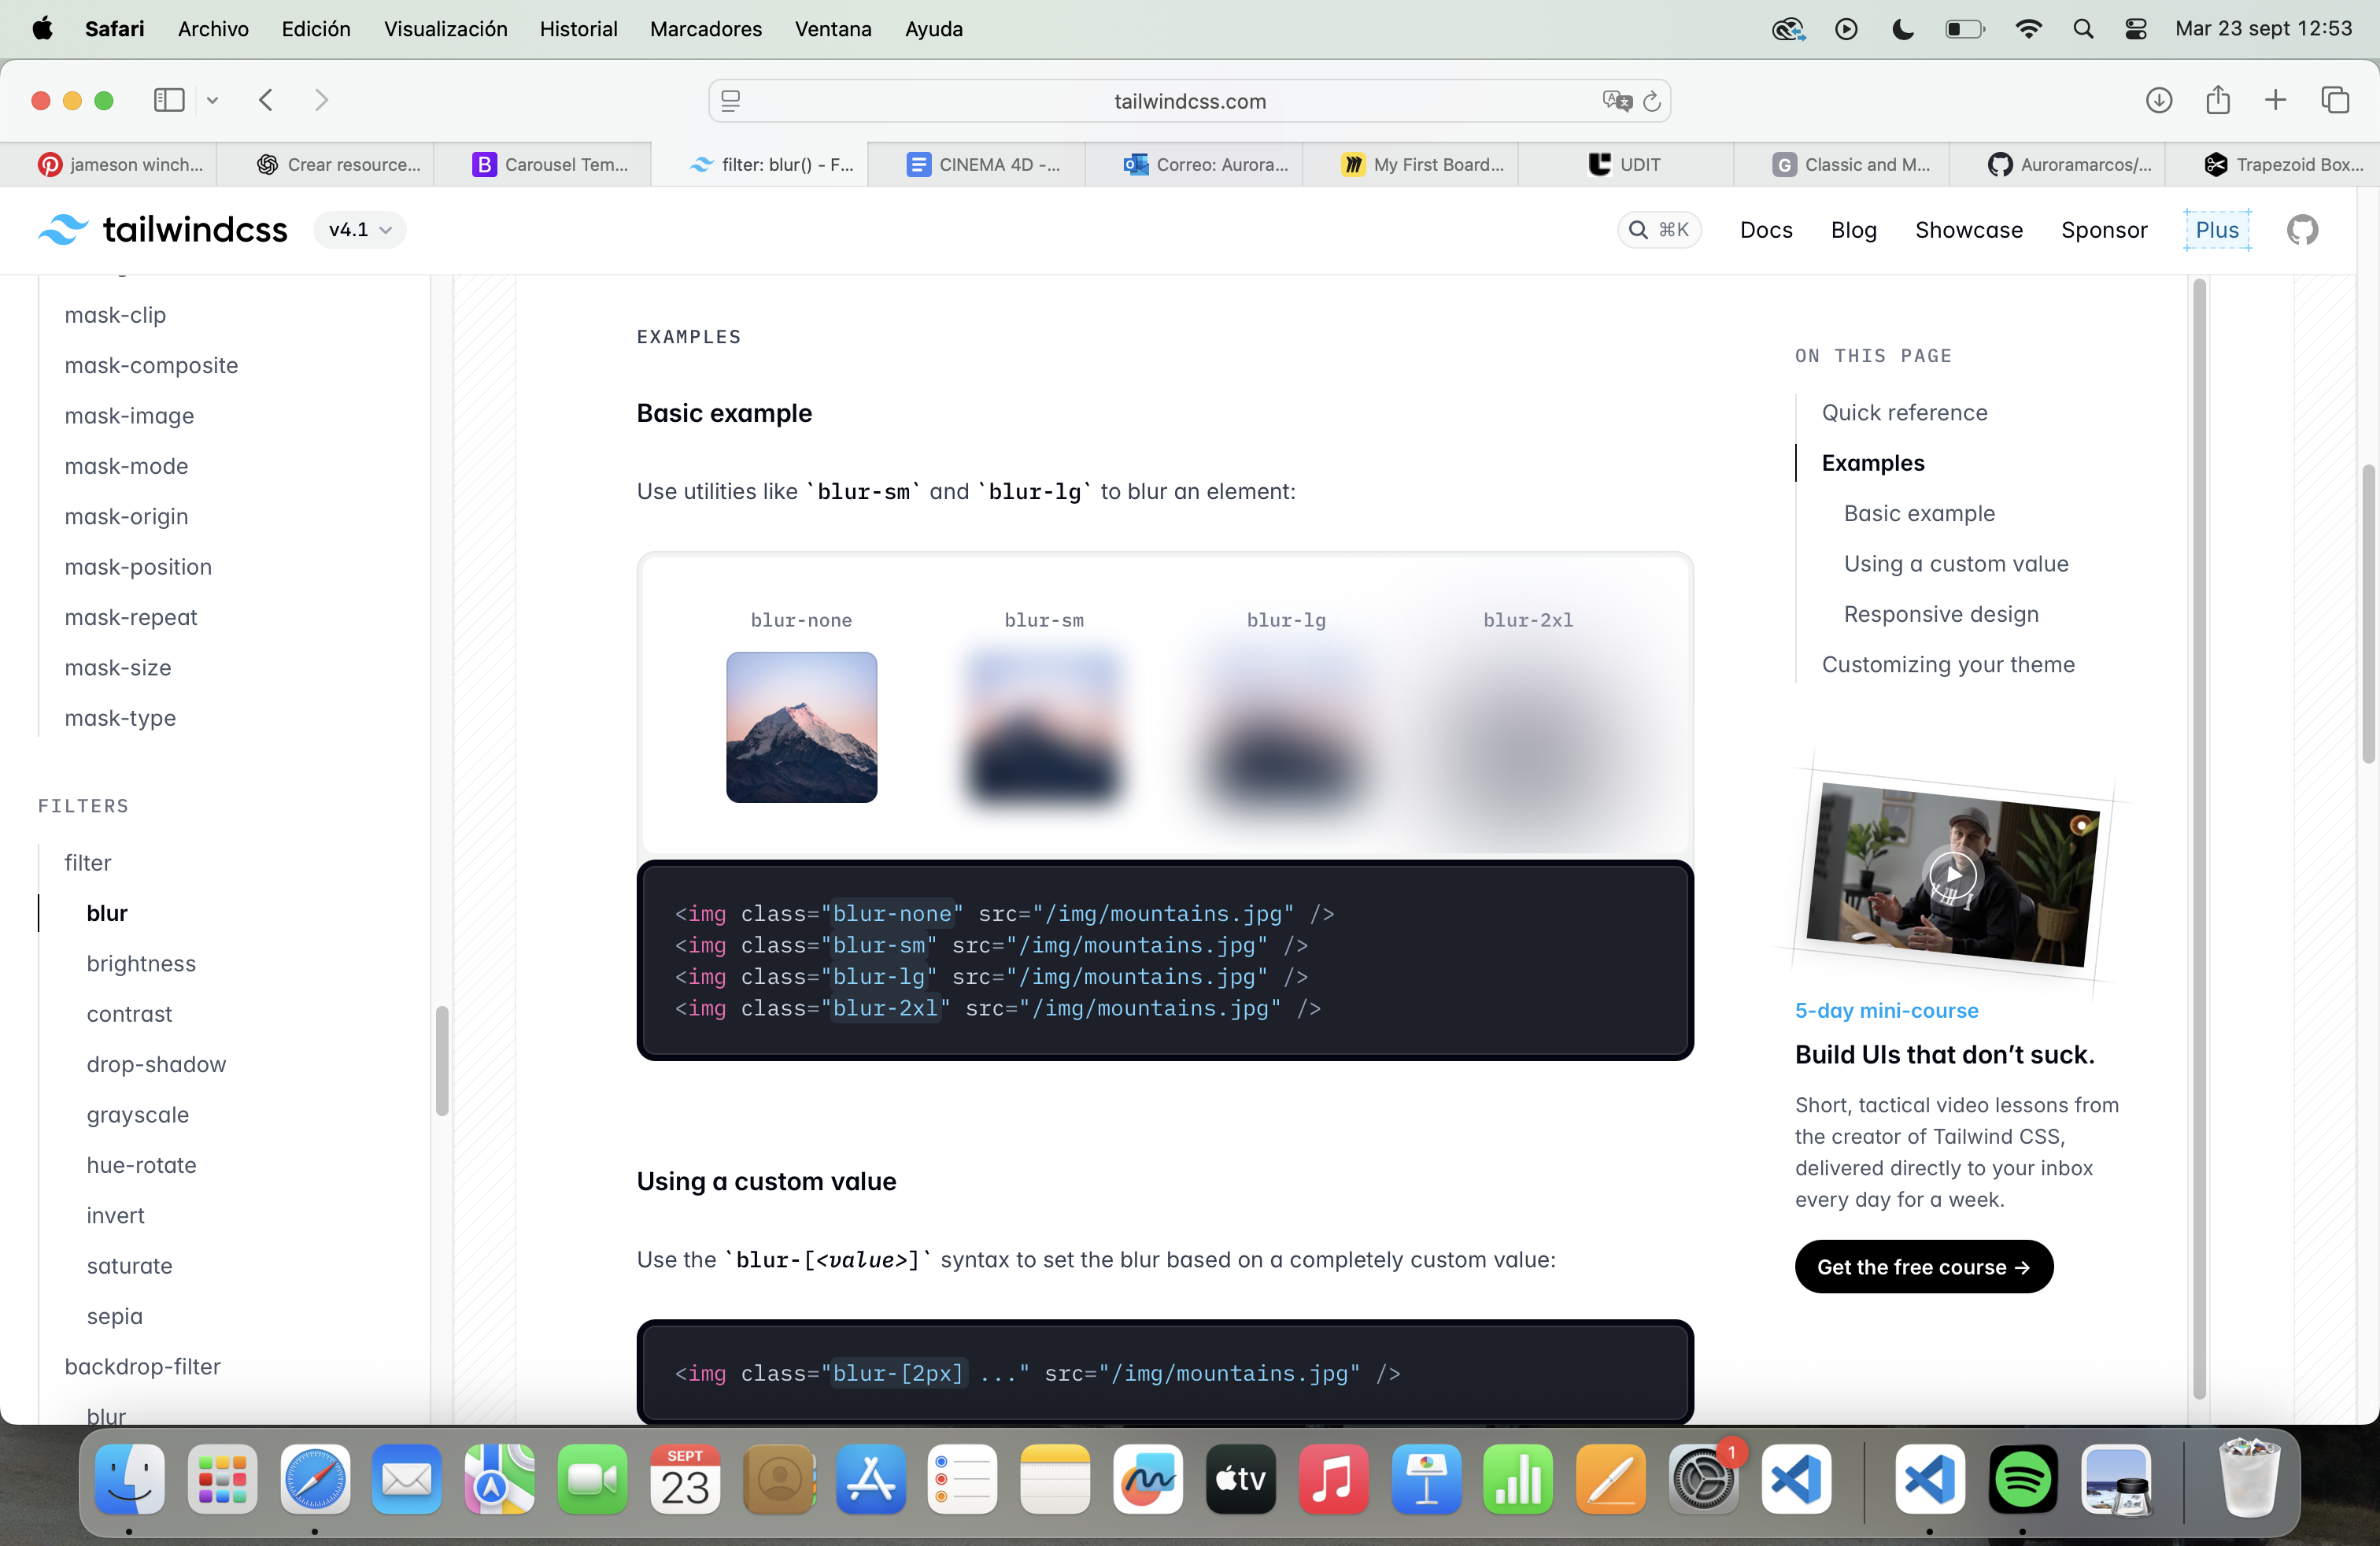 Safari Archivo Edición Visualización Historial Marcadores Ventana Ayuda
Mar 23 sept 12:53
tailwindcss.com
jameson winch...
Crear resource...
B Carousel Tem...
filter: blur() - F...
CINEMA 4D -...
Correo: Aurora...
My First Board...
UDIT
G Classic and M...
Auroramarcos/...
Trapezoid Box...
tailwindcss v4.1
⌘K
Docs
Blog
Showcase
Sponsor
Plus
mask-clip
mask-composite
mask-image
mask-mode
mask-origin
mask-position
mask-repeat
mask-size
mask-type
FILTERS
filter
blur
brightness
contrast
drop-shadow
grayscale
hue-rotate
invert
saturate
sepia
backdrop-filter
blur
EXAMPLES
Basic example
Use utilities like `blur-sm` and `blur-lg` to blur an element:
blur-none
blur-sm
blur-lg
blur-2xl
<img class="blur-none" src="/img/mountains.jpg" />
<img class="blur-sm" src="/img/mountains.jpg" />
<img class="blur-lg" src="/img/mountains.jpg" />
<img class="blur-2xl" src="/img/mountains.jpg" />
Using a custom value
Use the `blur-[<value>]` syntax to set the blur based on a completely custom value:
<img class="blur-[2px] ..." src="/img/mountains.jpg" />
ON THIS PAGE
Quick reference
Examples
Basic example
Using a custom value
Responsive design
Customizing your theme
5-day mini-course
Build UIs that don’t suck.
Short, tactical video lessons from
the creator of Tailwind CSS,
delivered directly to your inbox
every day for a week.
Get the free course →
SEPT
23
tv
1